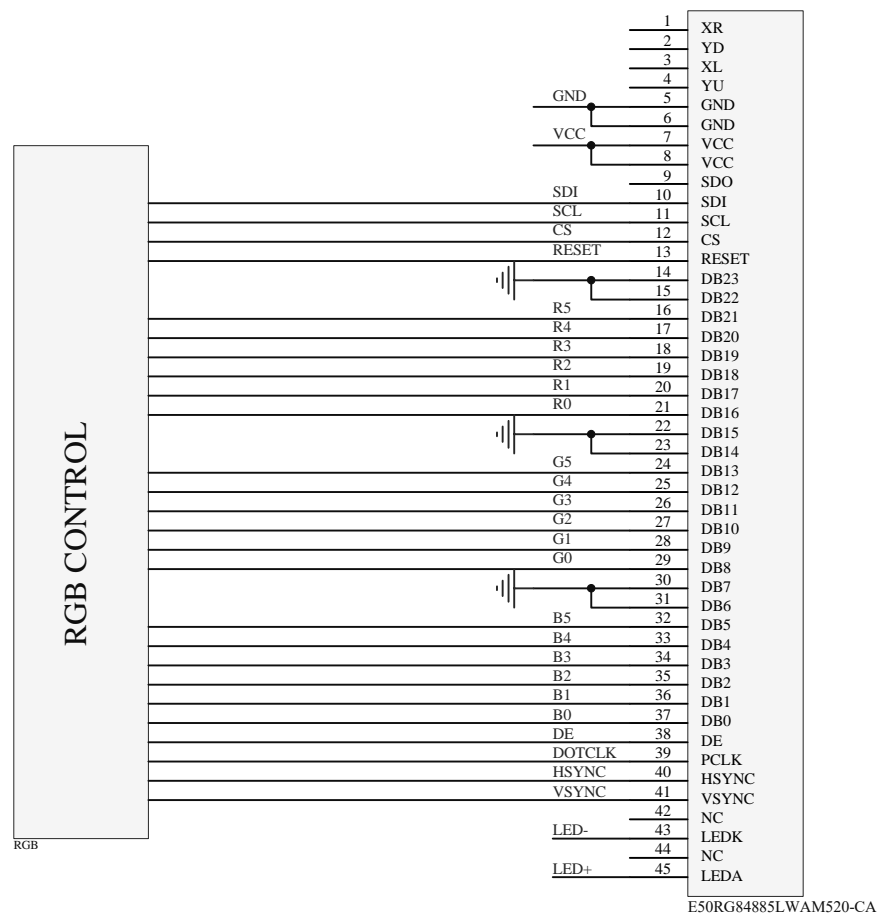 1 XR
2 YD
3 XL
4 YU
GND 5 GND
6 GND
VCC 7 VCC
8 VCC
9 SDO
SDI 10 SDI
SCL 11 SCL
CS 12 CS
RESET 13 RESET
14 DB23
15 DB22
R5 16 DB21
R4 17 DB20
R3 18 DB19
R2 19 DB18
R1 20 DB17
R0 21 DB16
22 DB15
23 DB14
G5 24 DB13
G4 25 DB12
G3 26 DB11
G2 27 DB10
G1 28 DB9
G0 29 DB8
30 DB7
31 DB6
B5 32 DB5
B4 33 DB4
B3 34 DB3
B2 35 DB2
B1 36 DB1
B0 37 DB0
DE 38 DE
DOTCLK 39 PCLK
HSYNC 40 HSYNC
VSYNC 41 VSYNC
42 NC
LED- 43 LEDK
44 NC
LED+ 45 LEDA
RGB CONTROL
RGB
E50RG84885LWAM520-CA